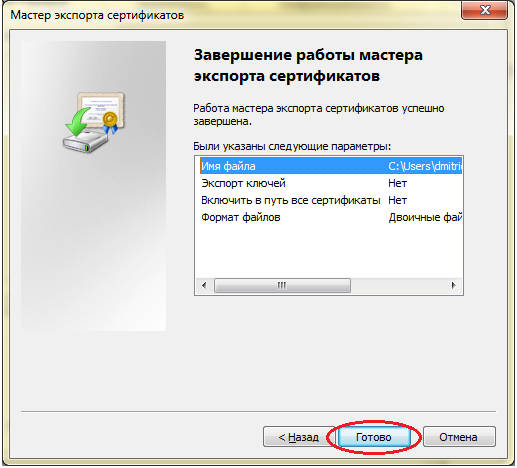 Мастер экспорта сертификатов
Завершение работы мастера
экспорта сертификатов
Работа мастера экспорта сертификатов успешно
завершена.
Были указаны следующие параметры:
Имя файла C:\Users\dmitri
Экспорт ключей Нет
Включить в путь все сертификаты Нет
Формат файлов Двоичные фай
< Назад Готово Отмена